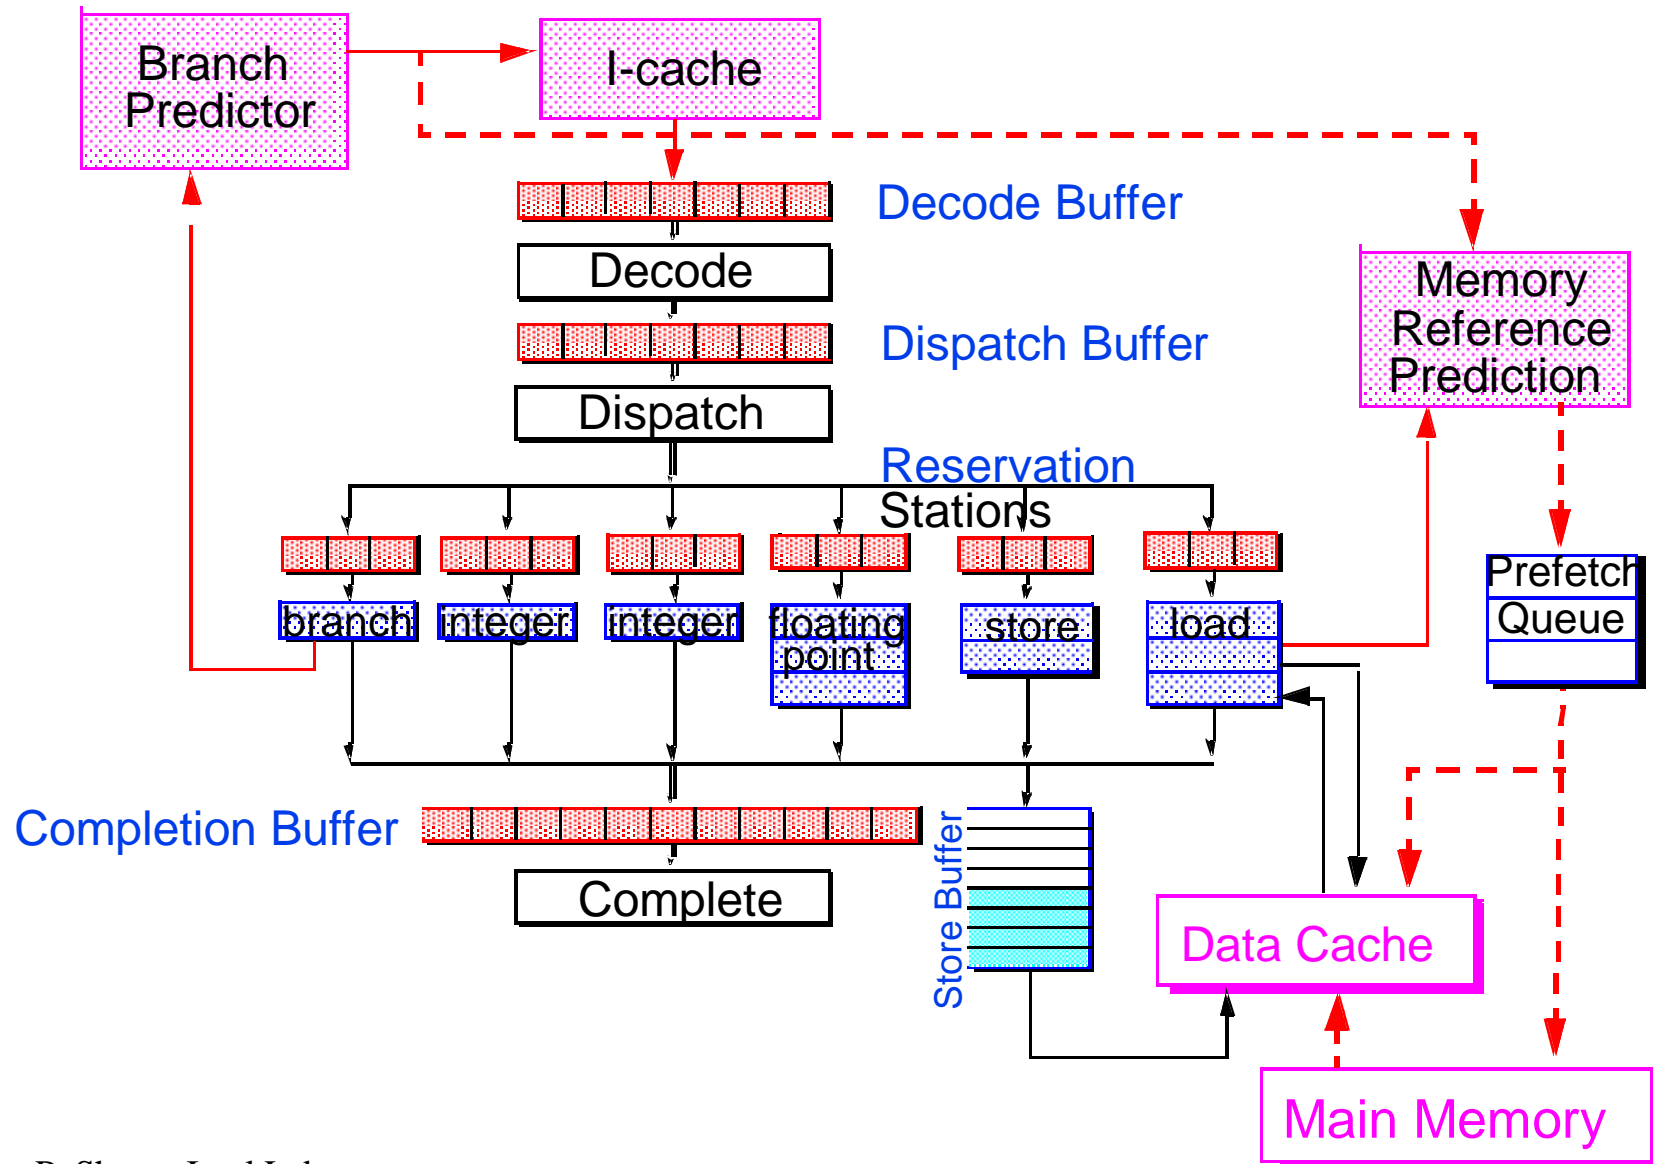 Branch
Predictor
I-cache
Decode Buffer
Decode
Memory
Reference
Prediction
Dispatch Buffer
Dispatch
Reservation
Stations
Prefetch
Queue
branch
integer
integer
floating
point
store
load
Completion Buffer
Complete
Store Buffer
Data Cache
Main Memory